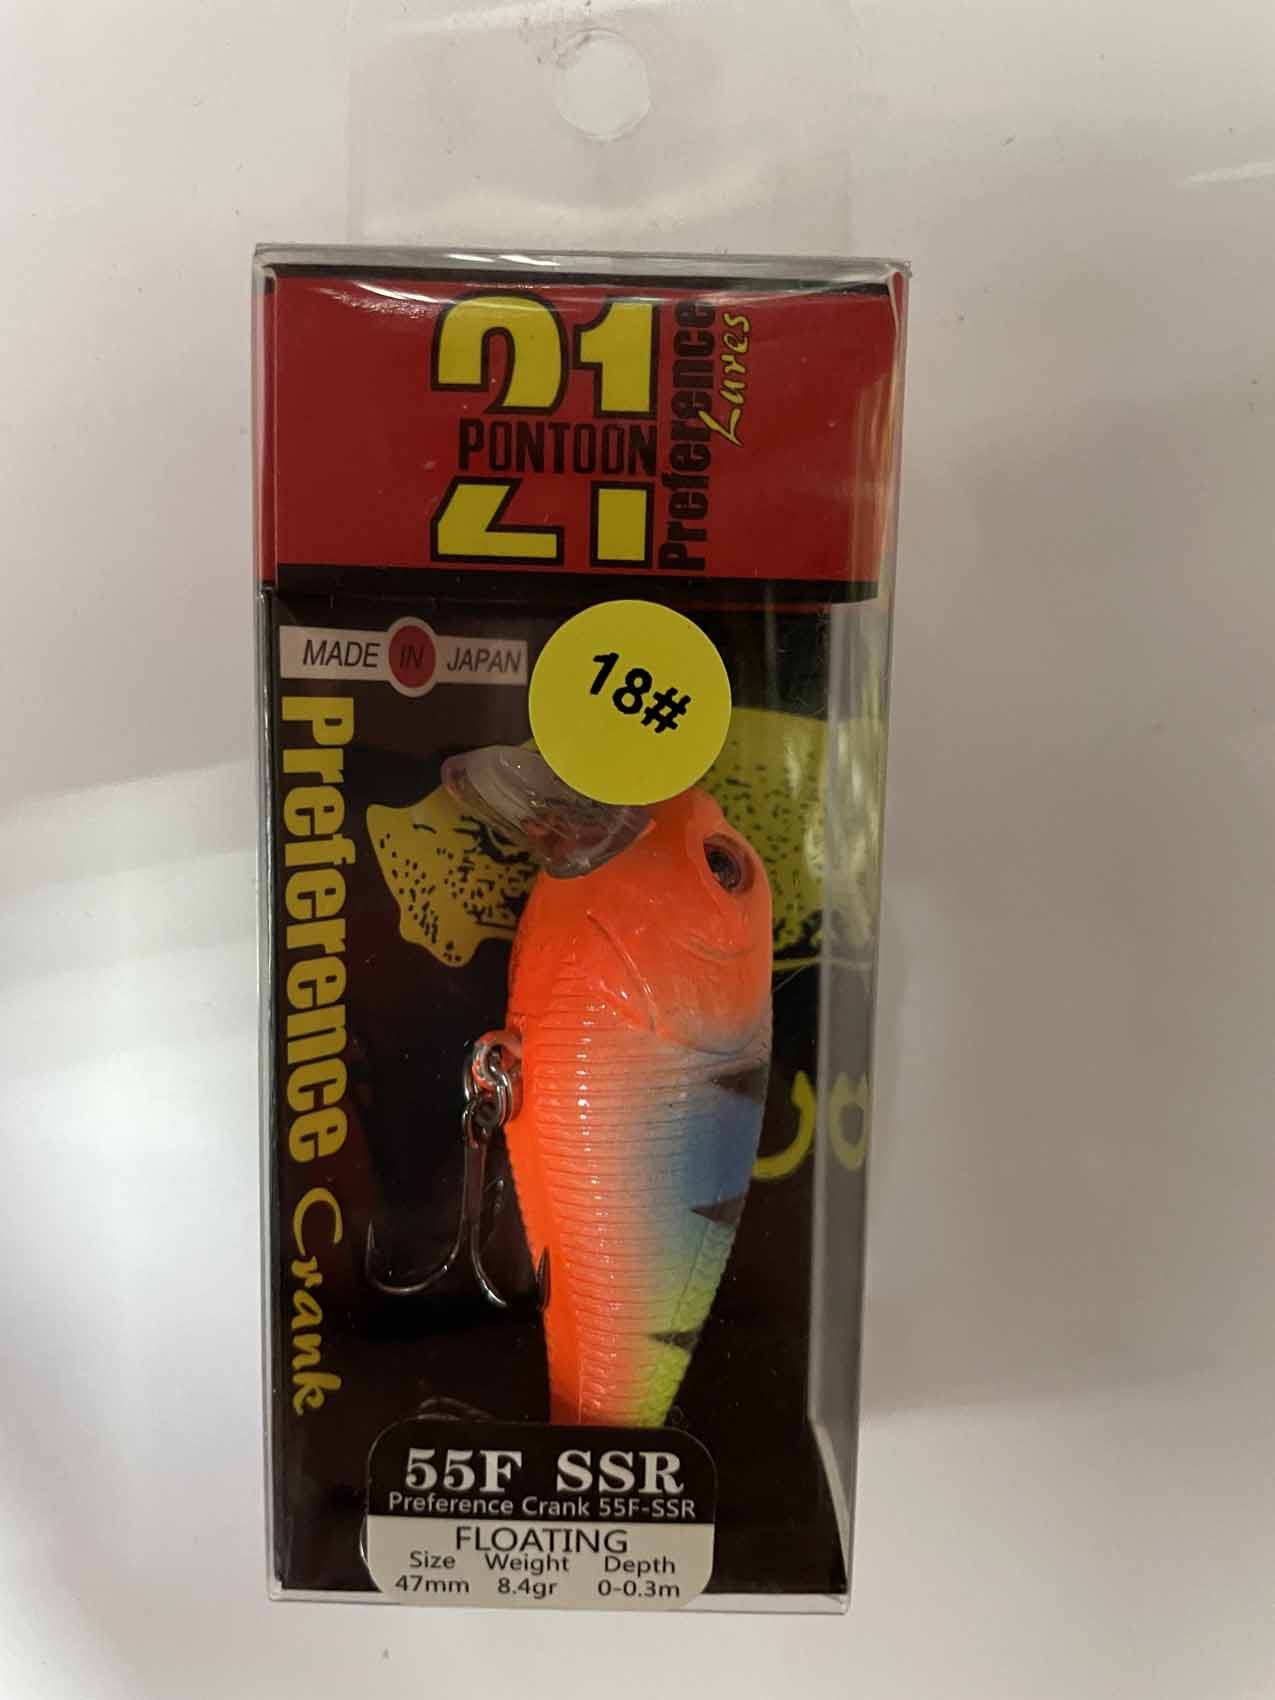 21
PONTOON
Preference
Lures
MADE IN JAPAN
18#
Preference Crank
55F SSR
Preference Crank 55F-SSR
FLOATING
Size Weight Depth
47mm 8.4gr 0-0.3m